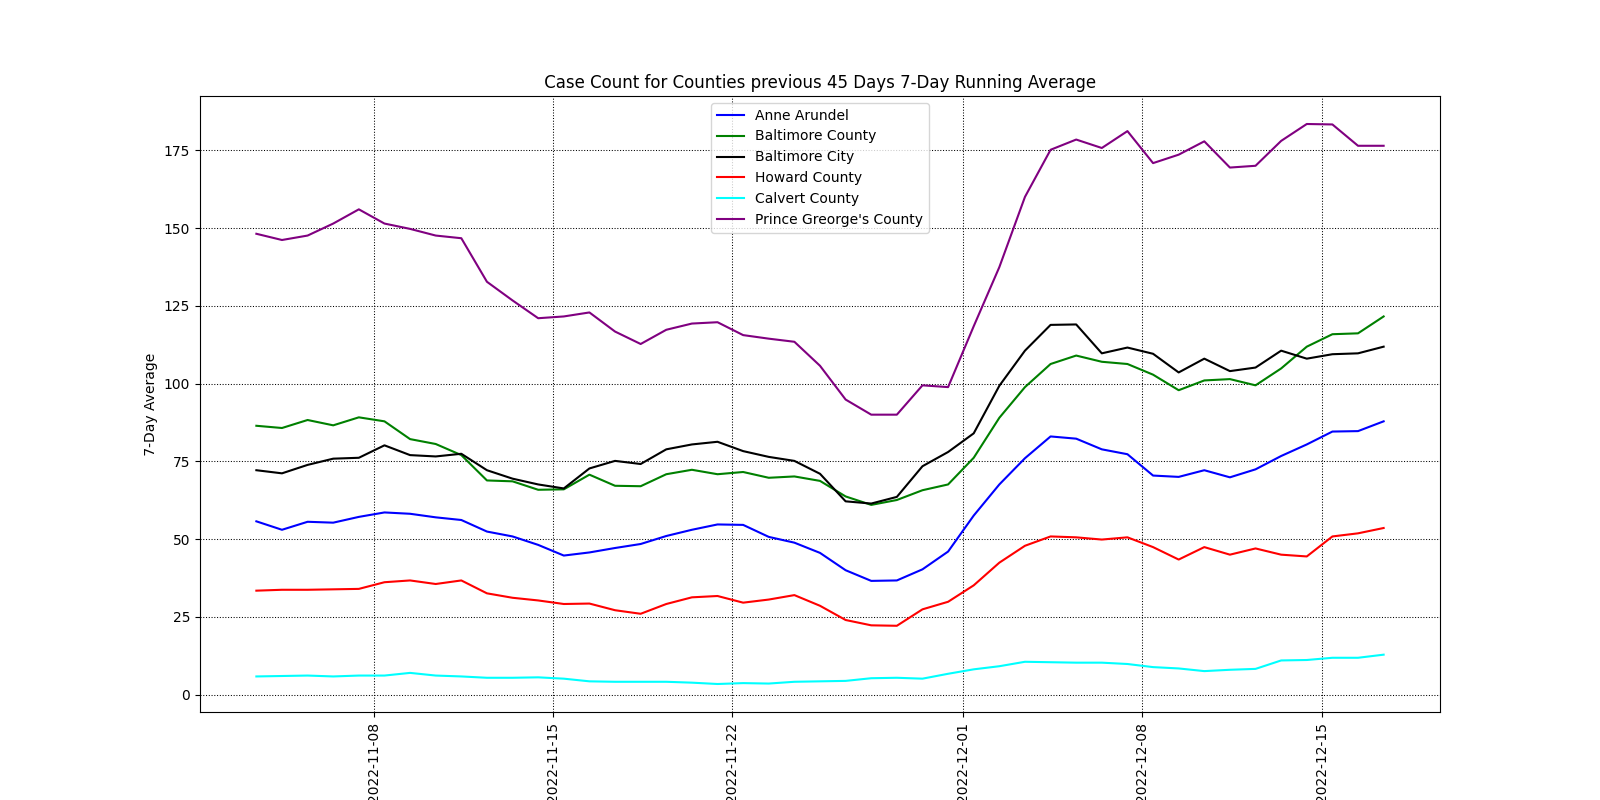 Case Count for Counties previous 45 Days 7-Day Running Average
Anne Arundel
Baltimore County
Baltimore City
Howard County
Calvert County
Prince Greorge's County
7-Day Average
175
150
125
100
75
50
25
0
2022-11-08
2022-11-15
2022-11-22
2022-12-01
2022-12-08
2022-12-15